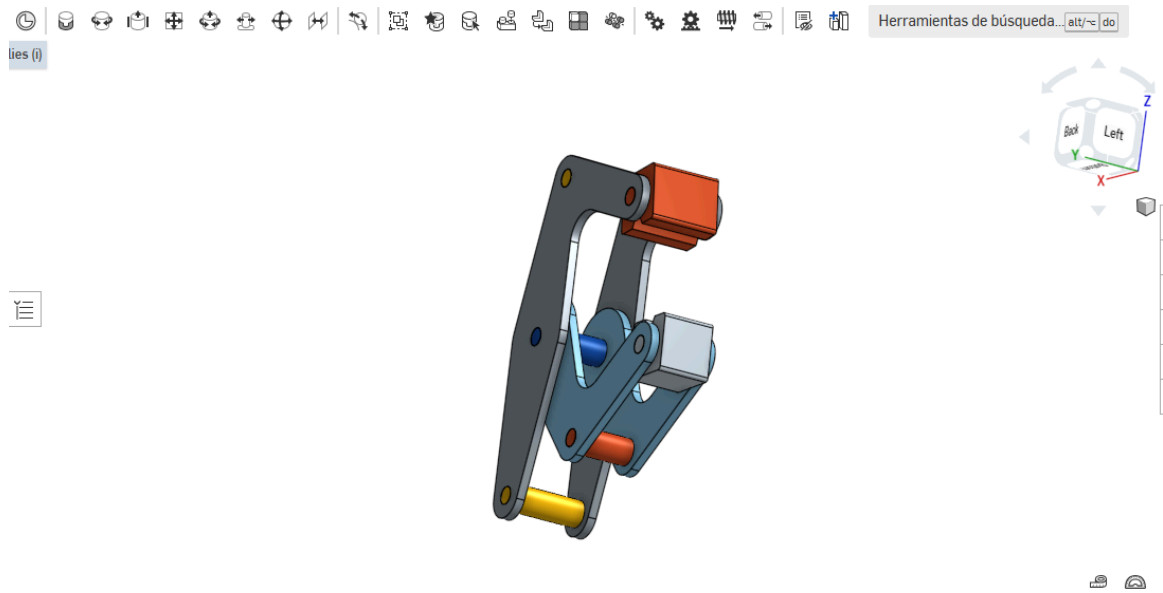 Herramientas de búsqueda... alt/⌥ do
lies (i)
Z
Back
Left
Y
X